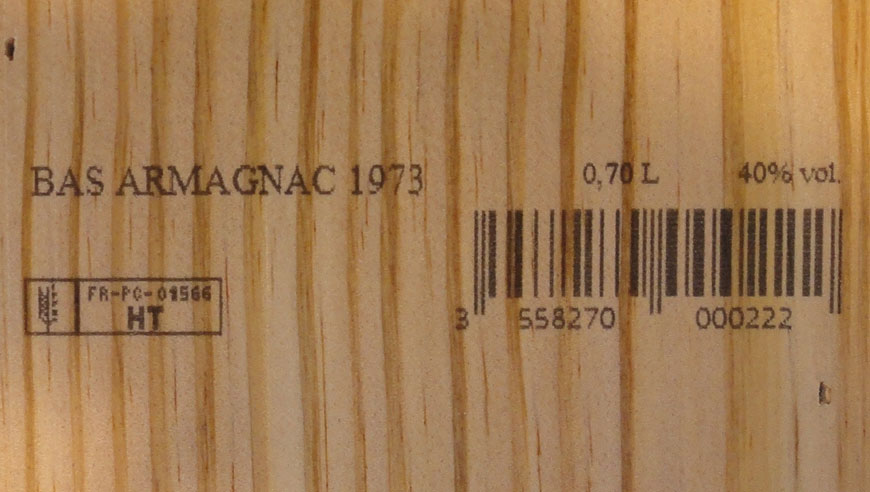 BAS ARMAGNAC 1973
0,70 L
40% vol.
FR-PC-01566
HT
3 558270 000222